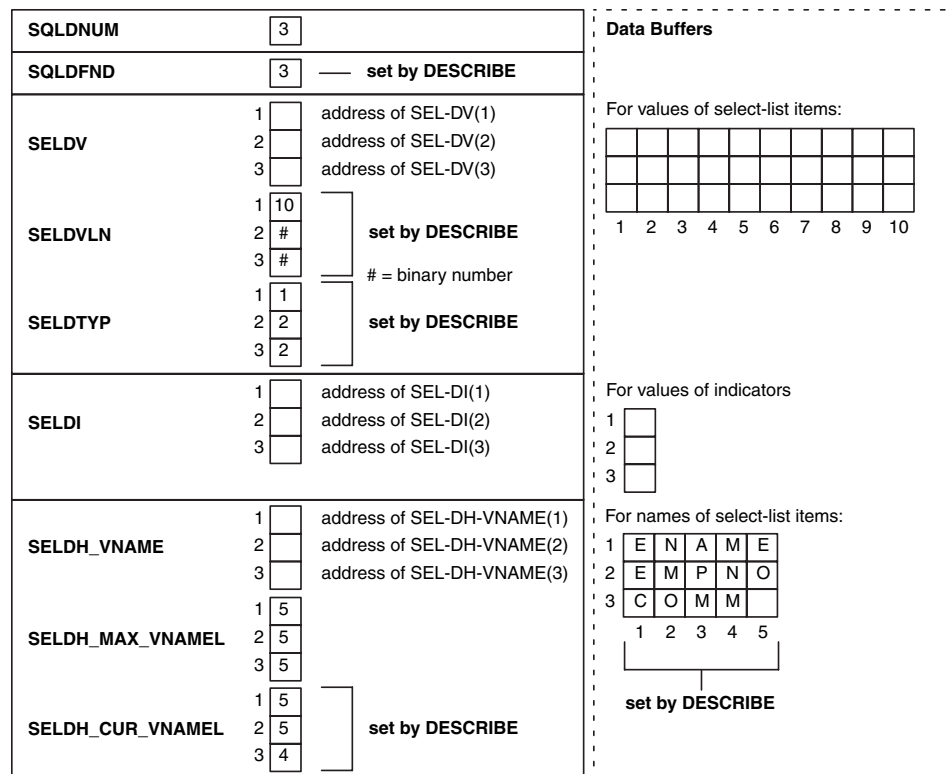 SQLDNUM 3
SQLDFND 3 set by DESCRIBE
SELDV
1 address of SEL-DV(1)
2 address of SEL-DV(2)
3 address of SEL-DV(3)
SELDVLN
1 10
2 #
3 #
set by DESCRIBE
# = binary number
SELDTYP
1 1
2 2
3 2
set by DESCRIBE
SELDI
1 address of SEL-DI(1)
2 address of SEL-DI(2)
3 address of SEL-DI(3)
SELDH_VNAME
1 address of SEL-DH-VNAME(1)
2 address of SEL-DH-VNAME(2)
3 address of SEL-DH-VNAME(3)
SELDH_MAX_VNAMEL
1 5
2 5
3 5
SELDH_CUR_VNAMEL
1 5
2 5
3 4
set by DESCRIBE
Data Buffers
For values of select-list items:
1 2 3 4 5 6 7 8 9 10
For values of indicators
1
2
3
For names of select-list items:
1 E N A M E
2 E M P N O
3 C O M M
1 2 3 4 5
set by DESCRIBE